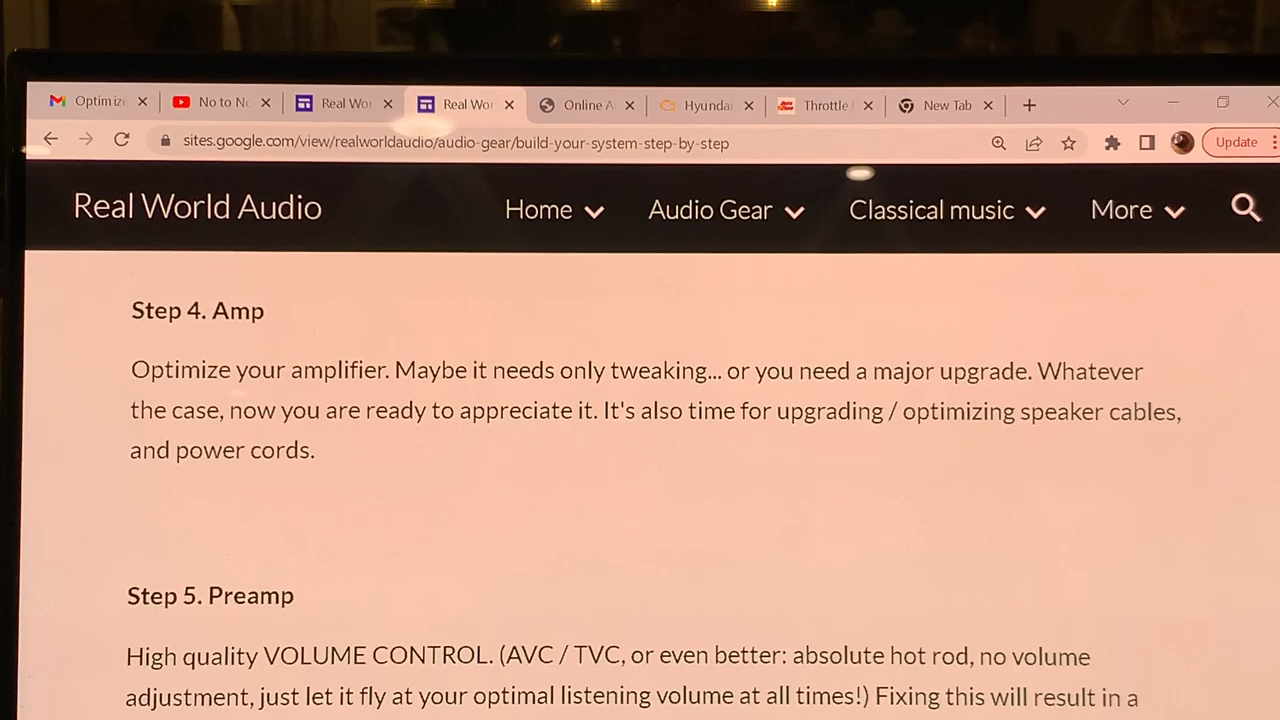 Optimize No to No Real Wor Real Wor Online A Hyundai Throttle New Tab
sites.google.com/view/realworldaudio/audio-gear/build-your-system-step-by-step Update
Real World Audio Home Audio Gear Classical music More
Step 4. Amp
Optimize your amplifier. Maybe it needs only tweaking... or you need a major upgrade. Whatever
the case, now you are ready to appreciate it. It's also time for upgrading / optimizing speaker cables,
and power cords.
Step 5. Preamp
High quality VOLUME CONTROL. (AVC / TVC, or even better: absolute hot rod, no volume
adjustment, just let it fly at your optimal listening volume at all times!) Fixing this will result in a